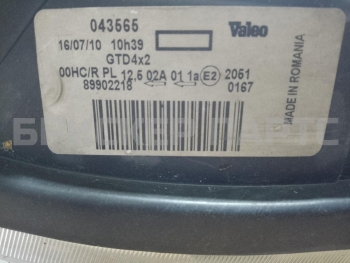 043565 Valeo
16/07/10 10h39
GTD4x2
00HC/R PL 12.5 02A 01 1a E2 2051
89902218 0167
MADE IN ROMANIA